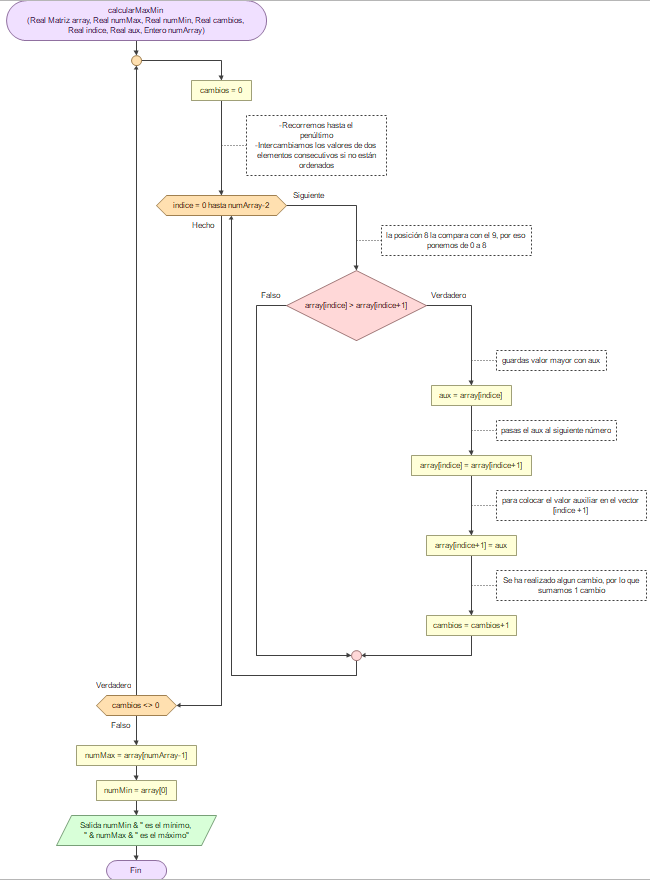 calcularMaxMin
(Real Matriz array, Real numMax, Real numMin, Real cambios,
Real indice, Real aux, Entero numArray)
cambios = 0
-Recorremos hasta el
penúltimo
-Intercambiamos los valores de dos
elementos consecutivos si no están
ordenados
indice = 0 hasta numArray-2
Siguiente
Hecho
la posición 8 la compara con el 9, por eso
ponemos de 0 a 8
array[indice] > array[indice+1]
Falso
Verdadero
guardas valor mayor con aux
aux = array[indice]
pasas el aux al siguiente número
array[indice] = array[indice+1]
para colocar el valor auxiliar en el vector
[indice +1]
array[indice+1] = aux
Se ha realizado algun cambio, por lo que
sumamos 1 cambio
cambios = cambios+1
Verdadero
cambios <> 0
Falso
numMax = array[numArray-1]
numMin = array[0]
Salida numMin & " es el mínimo,
" & numMax & " es el máximo"
Fin